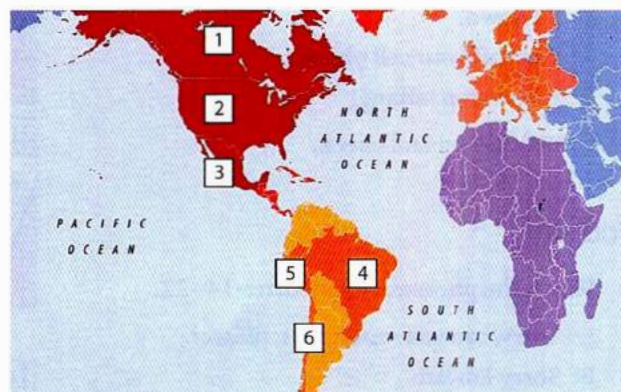 1
2
NORTH
ATLANTIC
OCEAN
3
PACIFIC
OCEAN
5
4
6
SOUTH
ATLANTIC
OCEAN